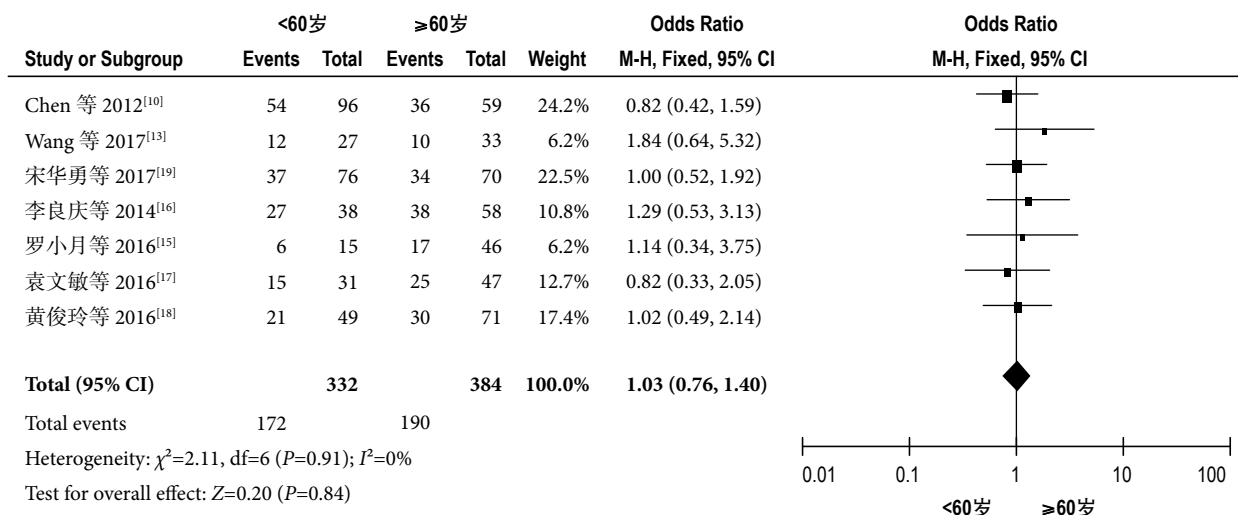 <60岁 ⩾60岁 Odds Ratio Odds Ratio
Study or Subgroup Events Total Events Total Weight M-H, Fixed, 95% CI M-H, Fixed, 95% CI
Chen 等 2012[10] 54 96 36 59 24.2% 0.82 (0.42, 1.59)
Wang 等 2017[13] 12 27 10 33 6.2% 1.84 (0.64, 5.32)
宋华勇等 2017[19] 37 76 34 70 22.5% 1.00 (0.52, 1.92)
李良庆等 2014[16] 27 38 38 58 10.8% 1.29 (0.53, 3.13)
罗小月等 2016[15] 6 15 17 46 6.2% 1.14 (0.34, 3.75)
袁文敏等 2016[17] 15 31 25 47 12.7% 0.82 (0.33, 2.05)
黄俊玲等 2016[18] 21 49 30 71 17.4% 1.02 (0.49, 2.14)
Total (95% CI) 332 384 100.0% 1.03 (0.76, 1.40)
Total events 172 190
Heterogeneity: χ²=2.11, df=6 (P=0.91); I²=0%
Test for overall effect: Z=0.20 (P=0.84)
0.01 0.1 1 10 100
<60岁 ⩾60岁